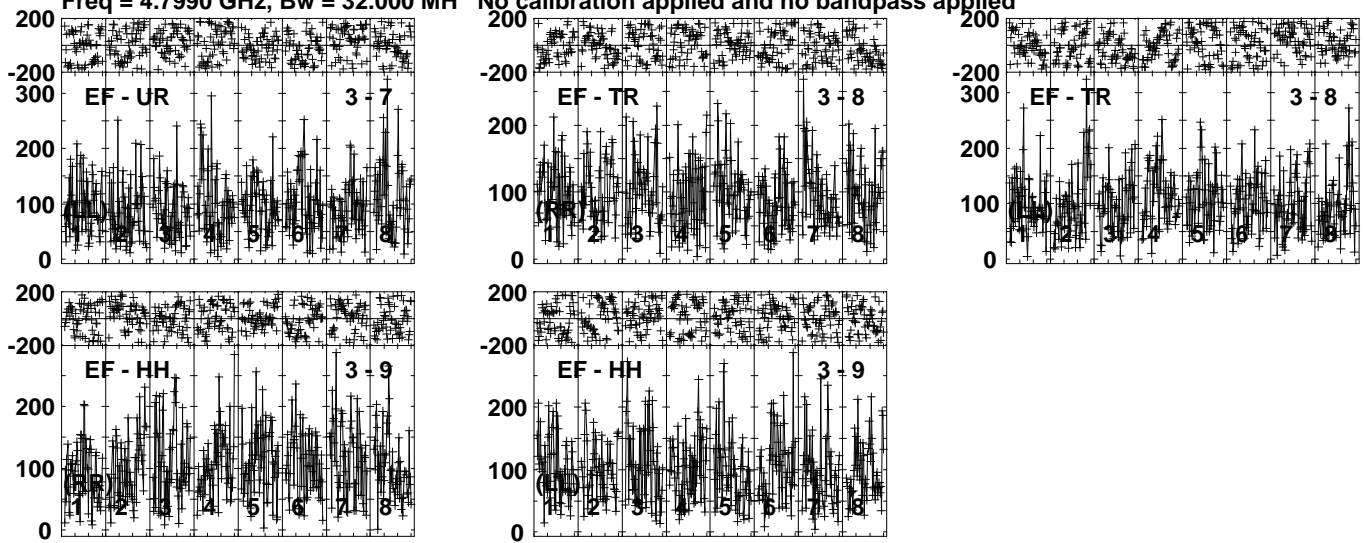 Freq = 4.7990 GHz, Bw = 32.000 MH No calibration applied and no bandpass applied
200
-200
300
200
100
0
EF - UR 3 - 7
(LL)
1 2 3 4 5 6 7 8
200
-200
200
100
0
EF - TR 3 - 8
(RR)
1 2 3 4 5 6 7 8
200
-200
300
200
100
0
EF - TR 3 - 8
(LL)
1 2 3 4 5 6 7 8
200
-200
200
100
0
EF - HH 3 - 9
(RR)
1 2 3 4 5 6 7 8
200
-200
200
100
0
EF - HH 3 - 9
(LL)
1 2 3 4 5 6 7 8